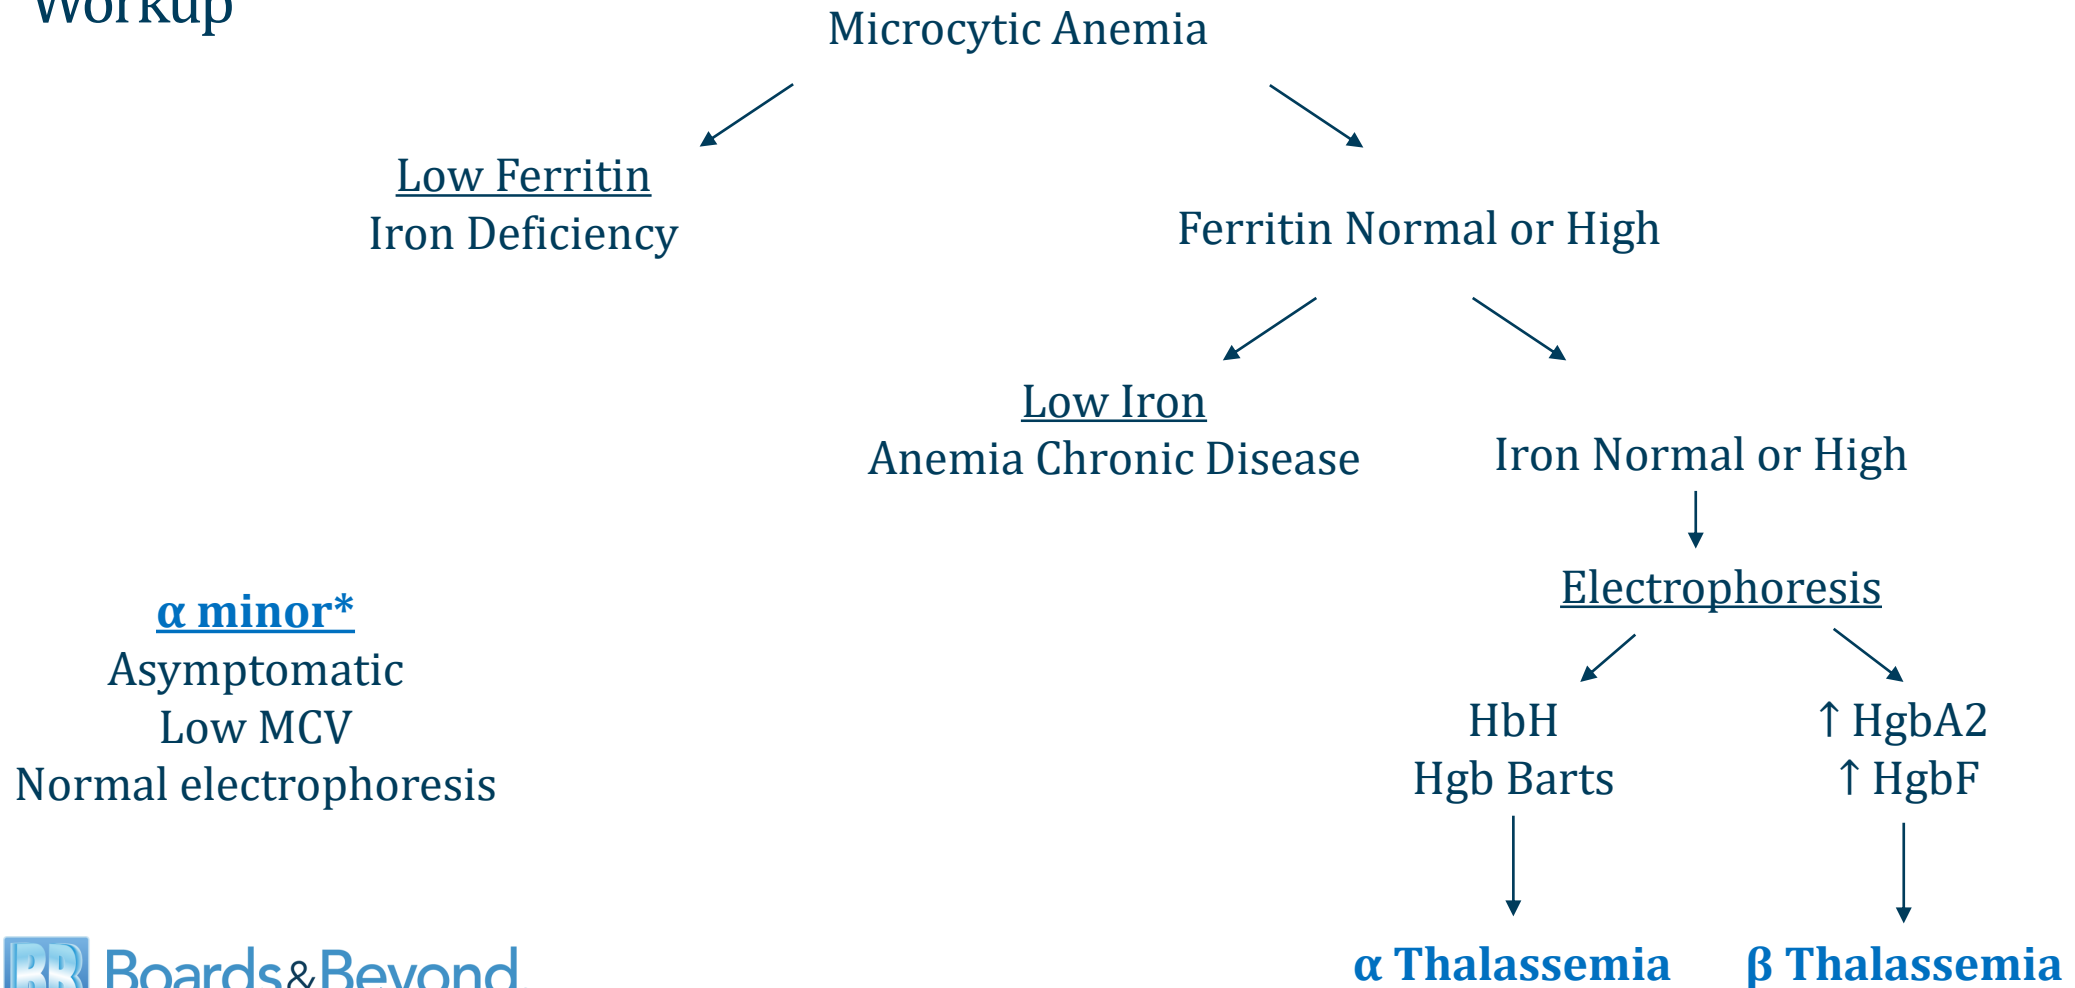 Workup
Microcytic Anemia
Low Ferritin
Iron Deficiency
Ferritin Normal or High
Low Iron
Anemia Chronic Disease
Iron Normal or High
Electrophoresis
α minor*
Asymptomatic
Low MCV
Normal electrophoresis
HbH
Hgb Barts
↑ HgbA2
↑ HgbF
α Thalassemia
β Thalassemia
BB Boards&Beyond.